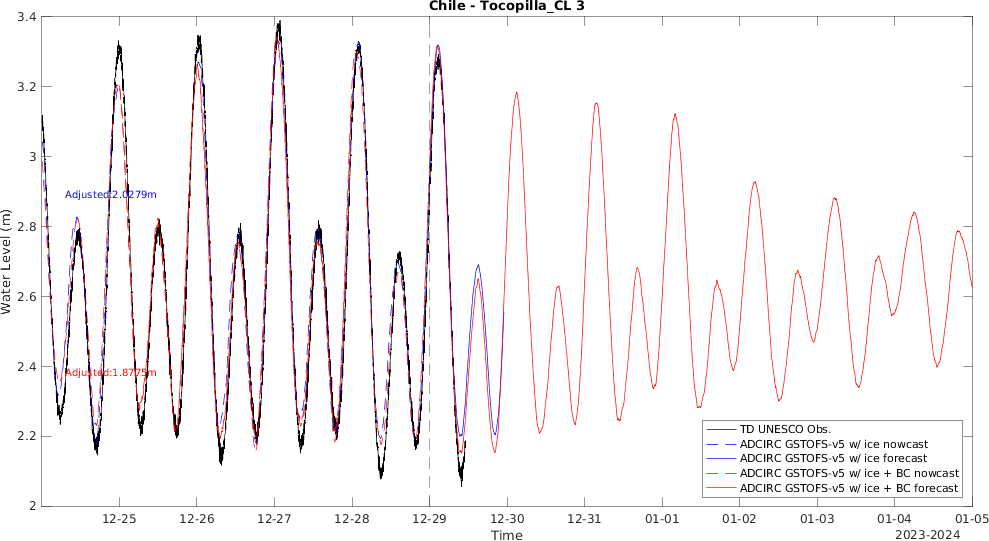 Chile - Tocopilla_CL 3
3.4
3.2
3
2.8
2.6
2.4
2.2
2
Water Level (m)
Adjusted:2.0279m
Adjusted:1.8775m
TD UNESCO Obs.
ADCIRC GSTOFS-v5 w/ ice nowcast
ADCIRC GSTOFS-v5 w/ ice forecast
ADCIRC GSTOFS-v5 w/ ice + BC nowcast
ADCIRC GSTOFS-v5 w/ ice + BC forecast
12-25 12-26 12-27 12-28 12-29 12-30 12-31 01-01 01-02 01-03 01-04 01-05
Time
2023-2024